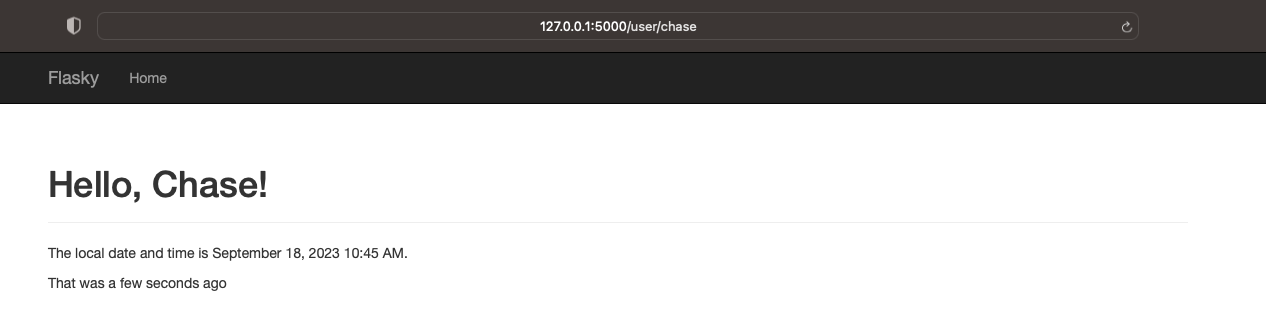 127.0.0.1:5000/user/chase
Flasky Home
Hello, Chase!
The local date and time is September 18, 2023 10:45 AM.
That was a few seconds ago